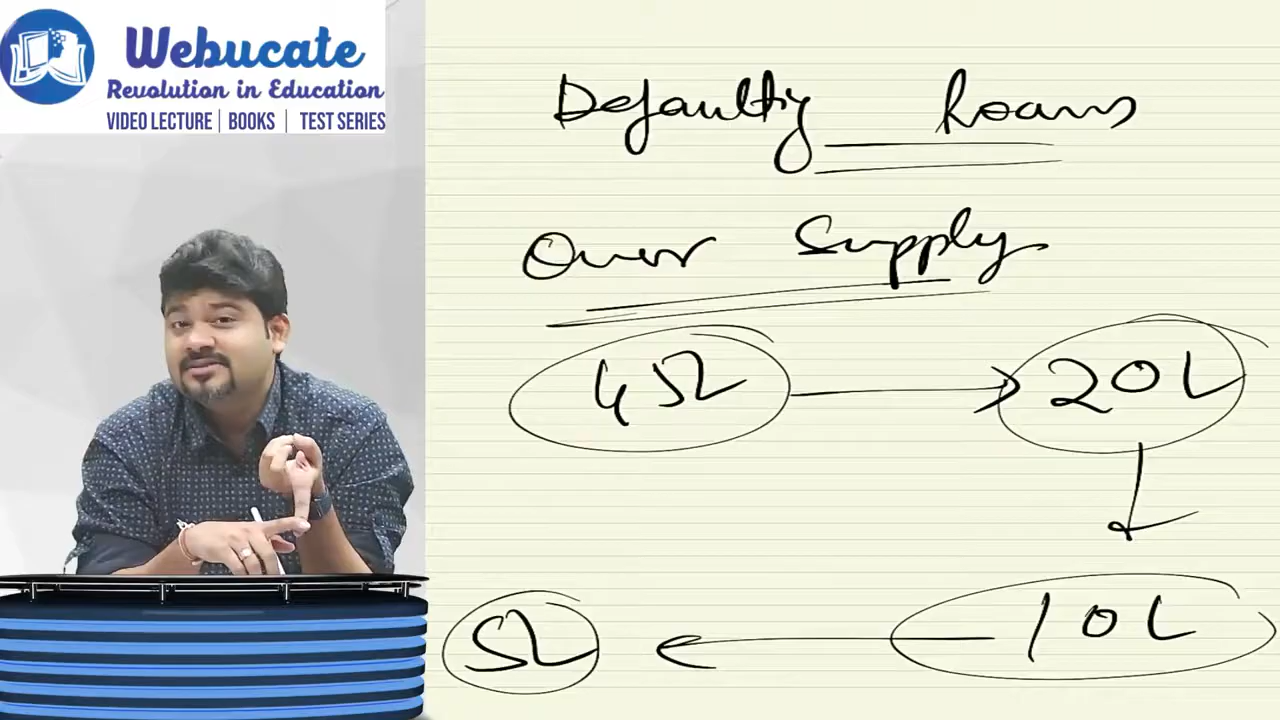 Webucate
Revolution in Education
VIDEO LECTURE | BOOKS | TEST SERIES
Defaulty Loans
Over Supply
45L
20L
5L
10L